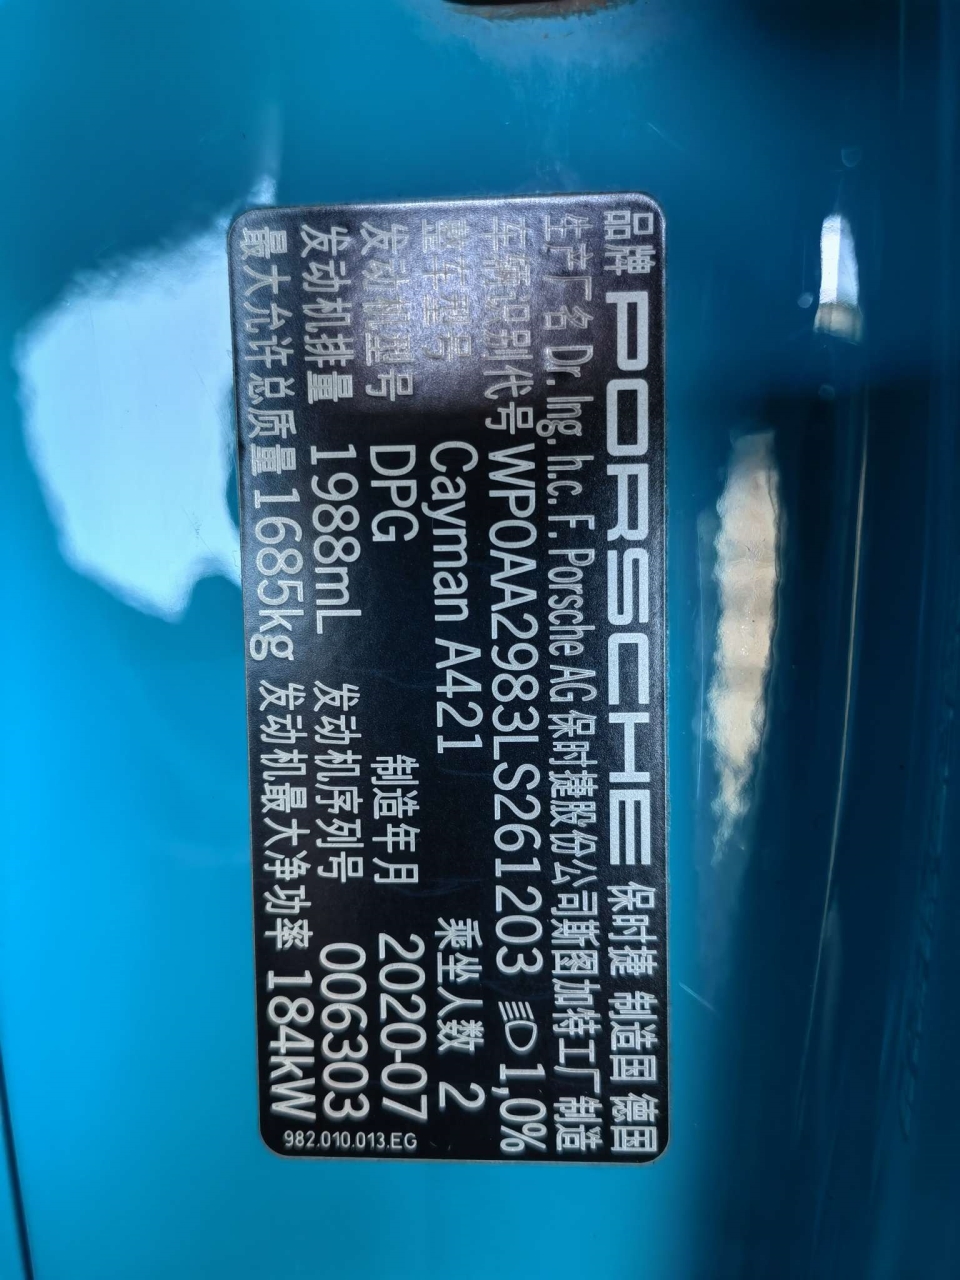 品牌 PORSCHE 保时捷 制造国 德国
生产厂名 Dr. Ing. h.c. F. Porsche AG 保时捷股份公司斯图加特工厂制造
车辆识别代号 WP0AA2983LS261203 1,0%
整车型号 Cayman A421 乘坐人数 2
发动机型号 DPG 制造年月 2020-07
发动机排量 1988mL 发动机序列号 006303
最大允许总质量 1685kg 发动机最大净功率 184kW
982.010.013.EG